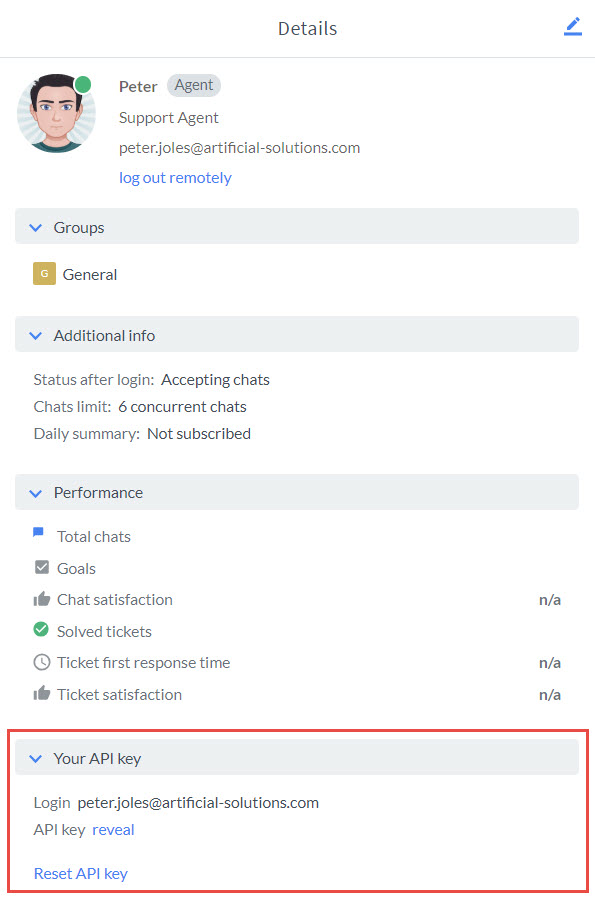 Details
Peter Agent
Support Agent
peter.joles@artificial-solutions.com
log out remotely
Groups
G General
Additional info
Status after login: Accepting chats
Chats limit: 6 concurrent chats
Daily summary: Not subscribed
Performance
Total chats
Goals
Chat satisfaction n/a
Solved tickets
Ticket first response time n/a
Ticket satisfaction n/a
Your API key
Login peter.joles@artificial-solutions.com
API key reveal
Reset API key